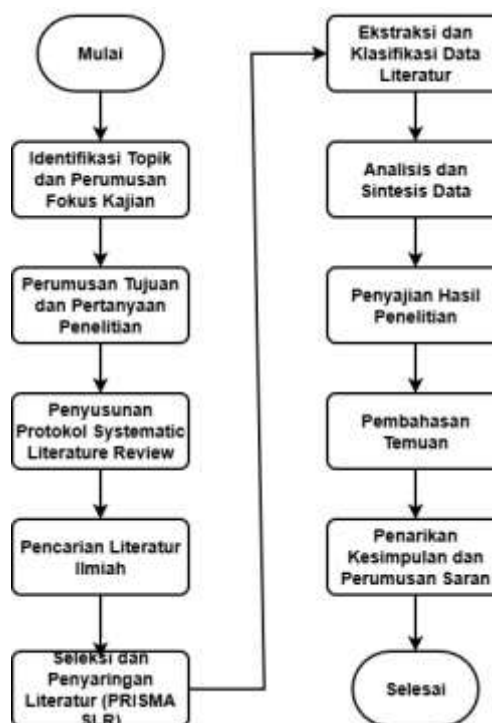 Mulai
Identifikasi Topik
dan Perumusan
Fokus Kajian
Perumusan Tujuan
dan Pertanyaan
Penelitian
Penyusunan
Protokol Systematic
Literature Review
Pencarian Literatur
Ilmiah
Seleksi dan
Penyaringan
Literatur (PRISMA
SLR)
Ekstraksi dan
Klasifikasi Data
Literatur
Analisis dan
Sintesis Data
Penyajian Hasil
Penelitian
Pembahasan
Temuan
Penarikan
Kesimpulan dan
Perumusan Saran
Selesai